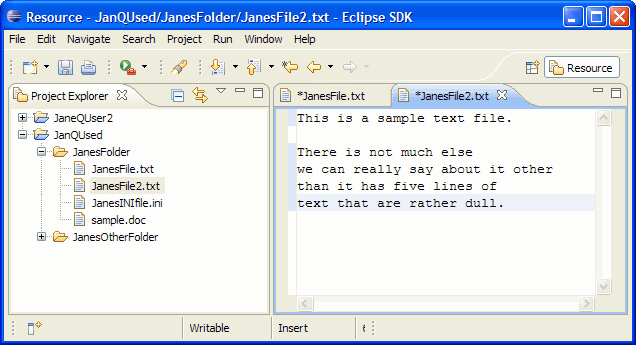 Resource - JanQUsed/JanesFolder/JanesFile2.txt - Eclipse SDK
File Edit Navigate Search Project Run Window Help
Resource
Project Explorer
JaneQUser2
JanQUsed
JanesFolder
JanesFile.txt
JanesFile2.txt
JanesINIfile.ini
sample.doc
JanesOtherFolder
*JanesFile.txt *JanesFile2.txt
This is a sample text file.
There is not much else
we can really say about it other
than it has five lines of
text that are rather dull.
Writable Insert